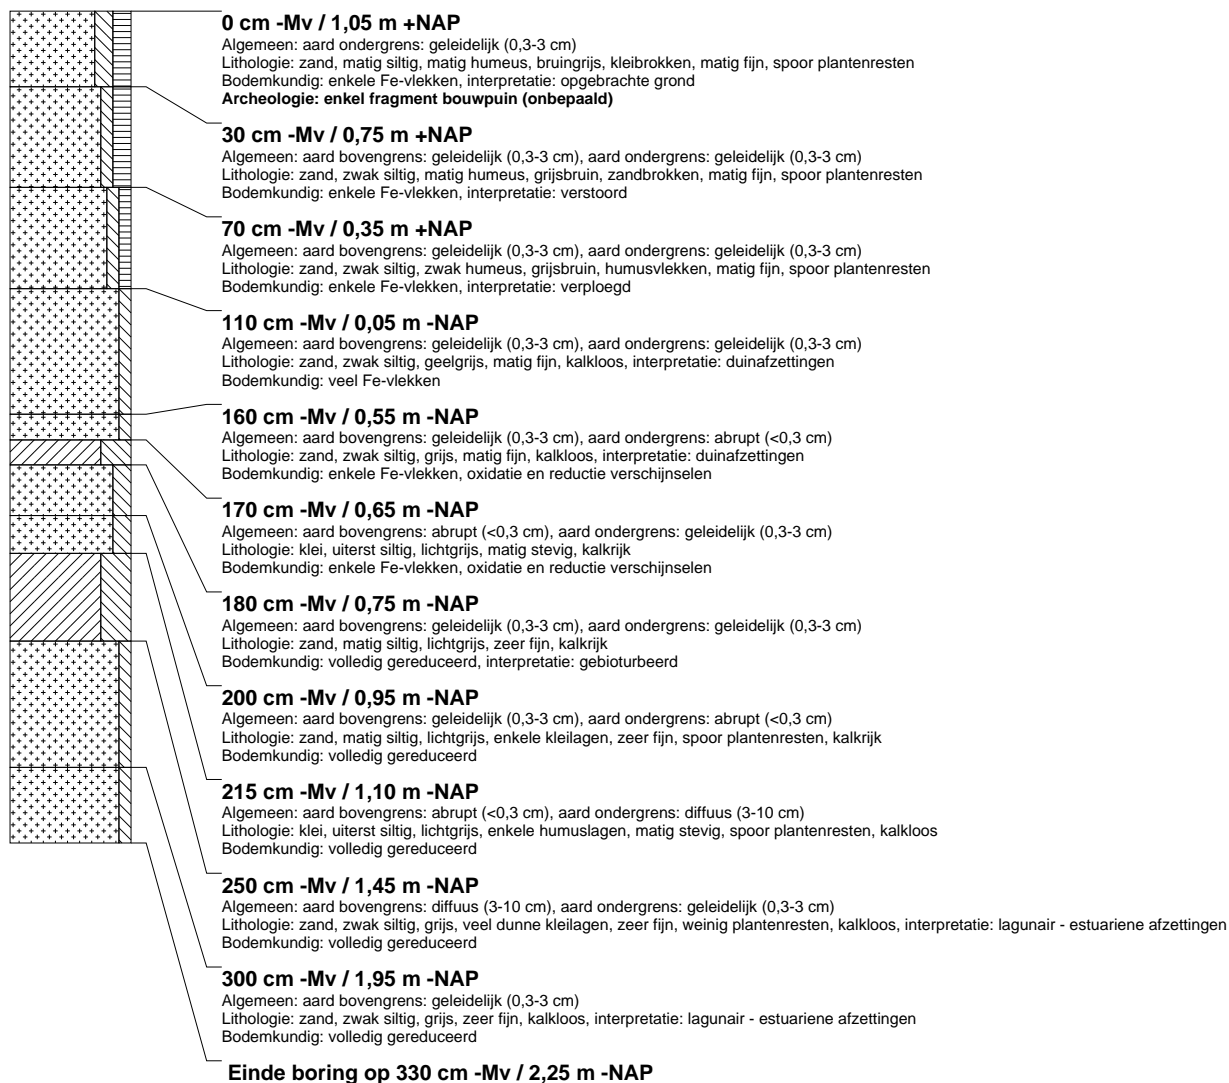 0 cm -Mv / 1,05 m +NAP
Algemeen: aard ondergrens: geleidelijk (0,3-3 cm)
Lithologie: zand, matig siltig, matig humeus, bruingrijs, kleibrokken, matig fijn, spoor plantenresten
Bodemkundig: enkele Fe-vlekken, interpretatie: opgebrachte grond
Archeologie: enkel fragment bouwpuin (onbepaald)
30 cm -Mv / 0,75 m +NAP
Algemeen: aard bovengrens: geleidelijk (0,3-3 cm), aard ondergrens: geleidelijk (0,3-3 cm)
Lithologie: zand, zwak siltig, matig humeus, grijsbruin, zandbrokken, matig fijn, spoor plantenresten
Bodemkundig: enkele Fe-vlekken, interpretatie: verstoord
70 cm -Mv / 0,35 m +NAP
Algemeen: aard bovengrens: geleidelijk (0,3-3 cm), aard ondergrens: geleidelijk (0,3-3 cm)
Lithologie: zand, zwak siltig, zwak humeus, grijsbruin, humusvlekken, matig fijn, spoor plantenresten
Bodemkundig: enkele Fe-vlekken, interpretatie: verploegd
110 cm -Mv / 0,05 m -NAP
Algemeen: aard bovengrens: geleidelijk (0,3-3 cm), aard ondergrens: geleidelijk (0,3-3 cm)
Lithologie: zand, zwak siltig, geelgrijs, matig fijn, kalkloos, interpretatie: duinafzettingen
Bodemkundig: veel Fe-vlekken
160 cm -Mv / 0,55 m -NAP
Algemeen: aard bovengrens: geleidelijk (0,3-3 cm), aard ondergrens: abrupt (<0,3 cm)
Lithologie: zand, zwak siltig, grijs, matig fijn, kalkloos, interpretatie: duinafzettingen
Bodemkundig: enkele Fe-vlekken, oxidatie en reductie verschijnselen
170 cm -Mv / 0,65 m -NAP
Algemeen: aard bovengrens: abrupt (<0,3 cm), aard ondergrens: geleidelijk (0,3-3 cm)
Lithologie: klei, uiterst siltig, lichtgrijs, matig stevig, kalkrijk
Bodemkundig: enkele Fe-vlekken, oxidatie en reductie verschijnselen
180 cm -Mv / 0,75 m -NAP
Algemeen: aard bovengrens: geleidelijk (0,3-3 cm), aard ondergrens: geleidelijk (0,3-3 cm)
Lithologie: zand, matig siltig, lichtgrijs, zeer fijn, kalkrijk
Bodemkundig: volledig gereduceerd, interpretatie: gebioturbeerd
200 cm -Mv / 0,95 m -NAP
Algemeen: aard bovengrens: geleidelijk (0,3-3 cm), aard ondergrens: abrupt (<0,3 cm)
Lithologie: zand, matig siltig, lichtgrijs, enkele kleilagen, zeer fijn, spoor plantenresten, kalkrijk
Bodemkundig: volledig gereduceerd
215 cm -Mv / 1,10 m -NAP
Algemeen: aard bovengrens: abrupt (<0,3 cm), aard ondergrens: diffuus (3-10 cm)
Lithologie: klei, uiterst siltig, lichtgrijs, enkele humuslagen, matig stevig, spoor plantenresten, kalkloos
Bodemkundig: volledig gereduceerd
250 cm -Mv / 1,45 m -NAP
Algemeen: aard bovengrens: diffuus (3-10 cm), aard ondergrens: geleidelijk (0,3-3 cm)
Lithologie: zand, zwak siltig, grijs, veel dunne kleilagen, zeer fijn, weinig plantenresten, kalkloos, interpretatie: lagunair - estuariene afzettingen
Bodemkundig: volledig gereduceerd
300 cm -Mv / 1,95 m -NAP
Algemeen: aard bovengrens: geleidelijk (0,3-3 cm)
Lithologie: zand, zwak siltig, grijs, zeer fijn, kalkloos, interpretatie: lagunair - estuariene afzettingen
Bodemkundig: volledig gereduceerd
Einde boring op 330 cm -Mv / 2,25 m -NAP